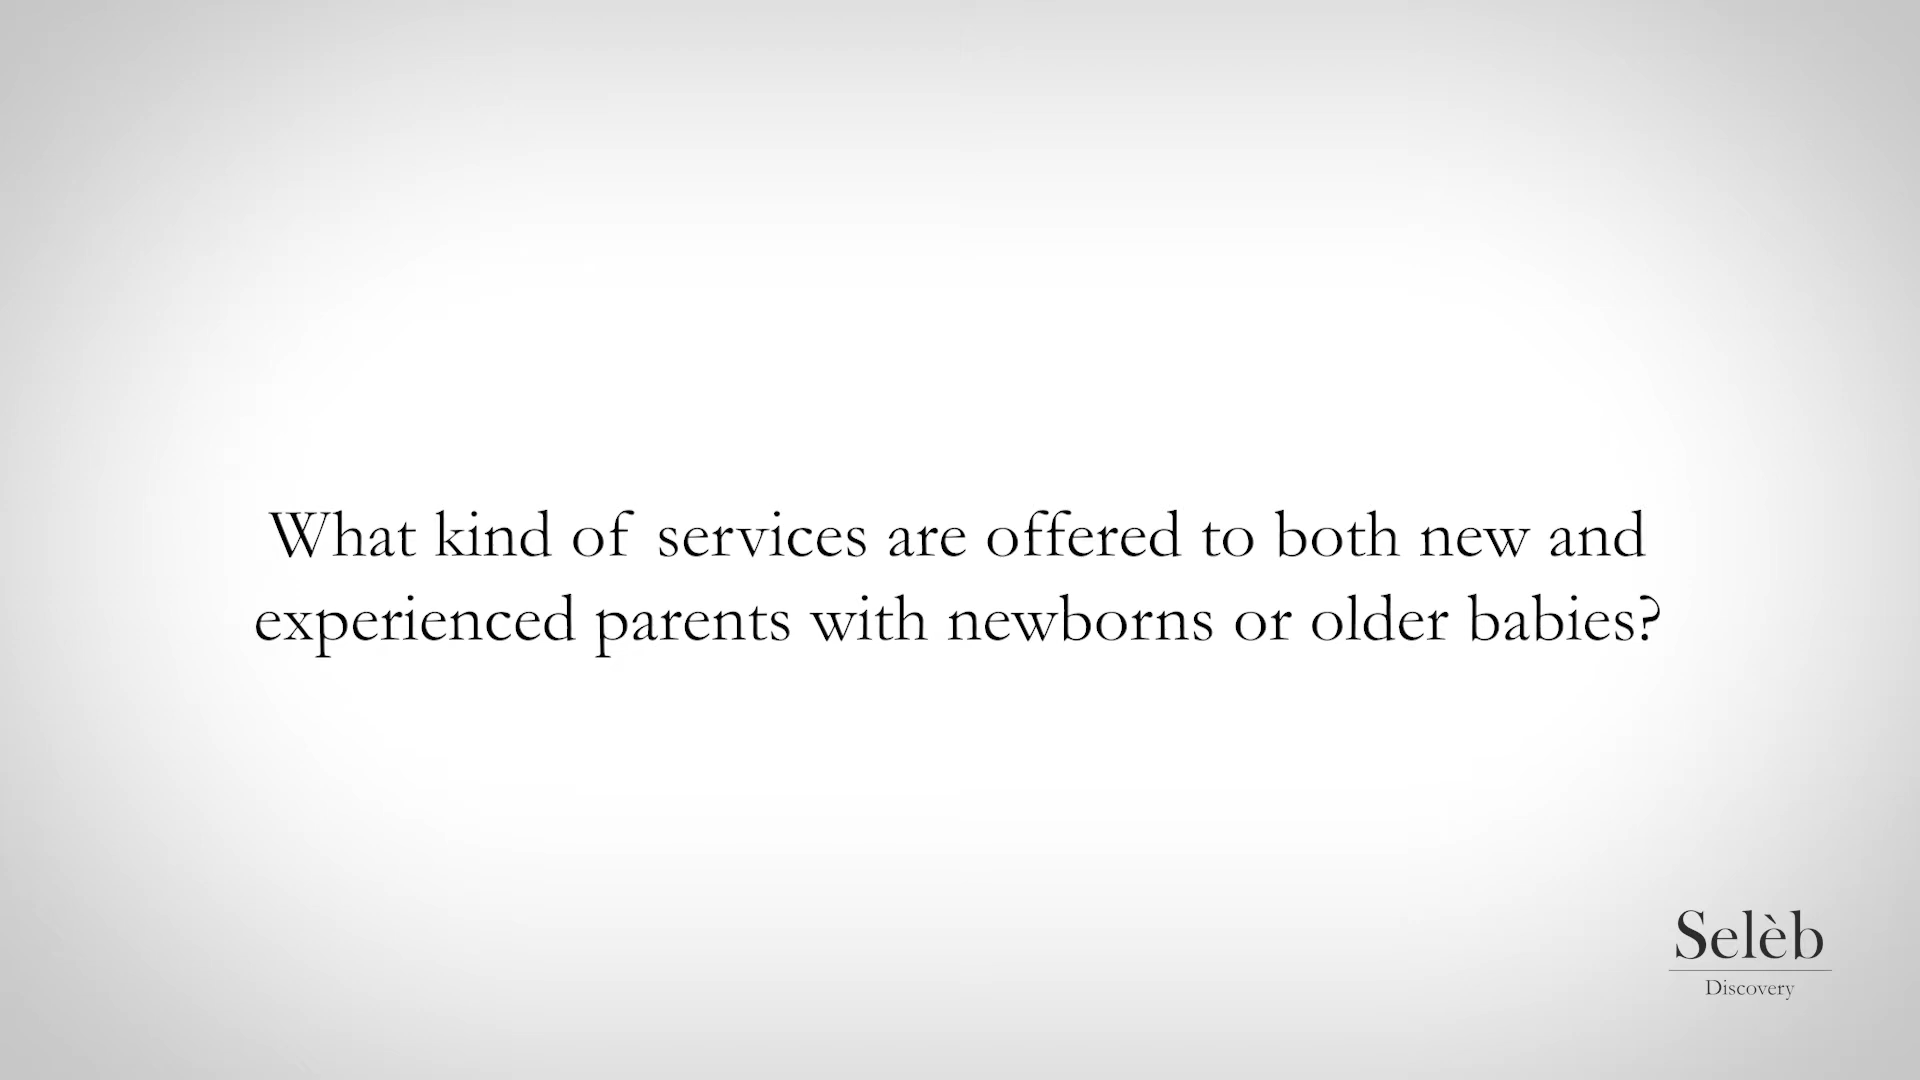 What kind of services are offered to both new and
experienced parents with newborns or older babies?
Selèb
Discovery